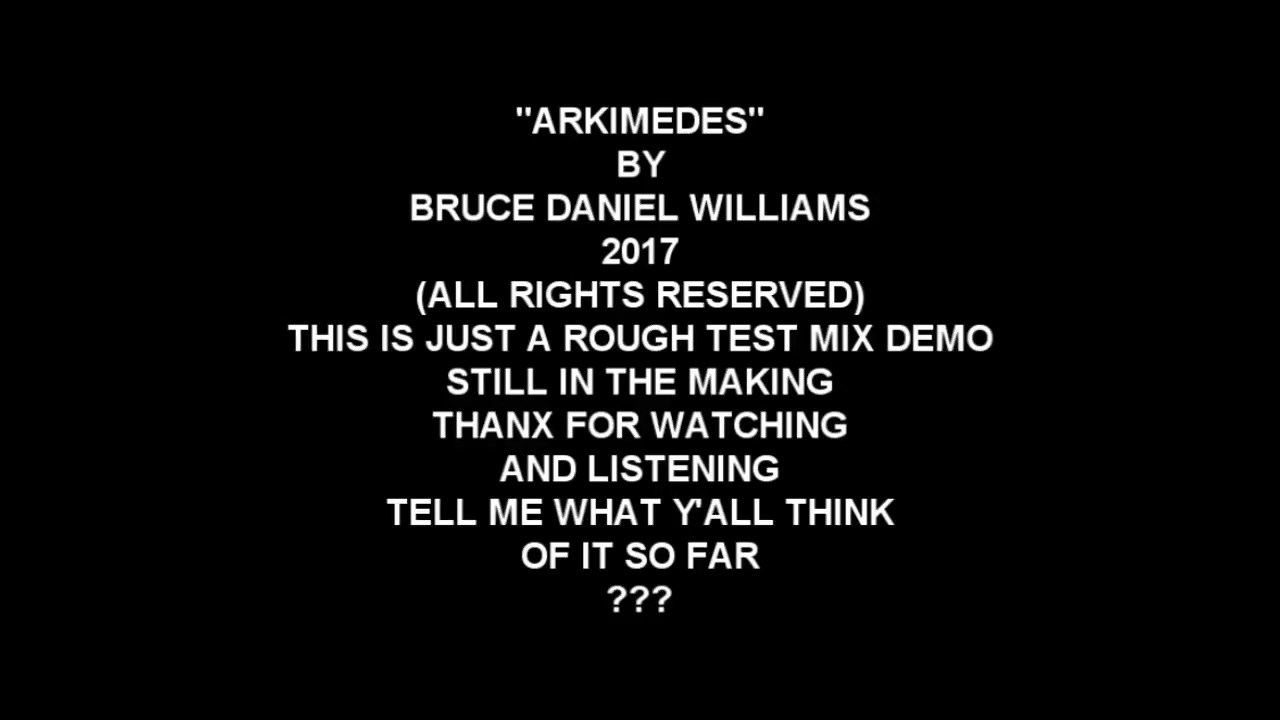 "ARKIMEDES"
BY
BRUCE DANIEL WILLIAMS
2017
(ALL RIGHTS RESERVED)
THIS IS JUST A ROUGH TEST MIX DEMO
STILL IN THE MAKING
THANX FOR WATCHING
AND LISTENING
TELL ME WHAT Y'ALL THINK
OF IT SO FAR
???